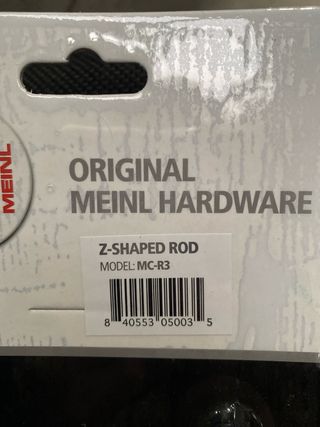 MEINL
ORIGINAL
MEINL HARDWARE
Z-SHAPED ROD
MODEL: MC-R3
8 40553 05003 5